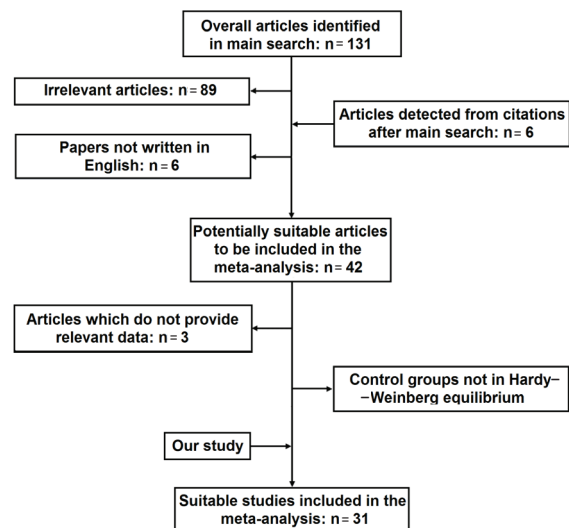 Overall articles identified
in main search: n = 131
Irrelevant articles: n = 89
Articles detected from citations
after main search: n = 6
Papers not written in
English: n = 6
Potentially suitable articles
to be included in the
meta-analysis: n = 42
Articles which do not provide
relevant data: n = 3
Control groups not in Hardy–
–Weinberg equilibrium
Our study
Suitable studies included in the
meta-analysis: n = 31